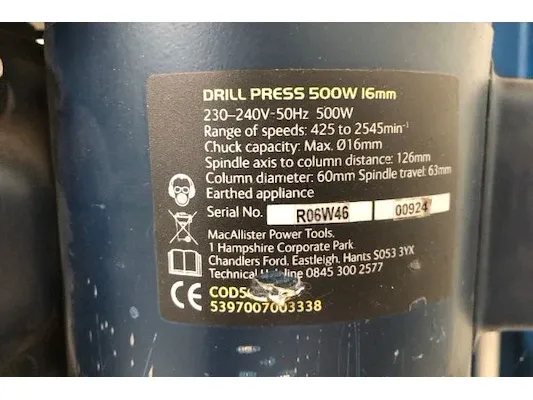 DRILL PRESS 500W 16mm
230–240V~50Hz 500W
Range of speeds: 425 to 2545min⁻¹
Chuck capacity: Max. Ø16mm
Spindle axis to column distance: 126mm
Column diameter: 60mm Spindle travel: 63mm
Earthed appliance
Serial No. R06W46 00924
MacAllister Power Tools.
1 Hampshire Corporate Park
Chandlers Ford, Eastleigh, Hants SO53 3YX
Technical Helpline 0845 300 2577
CE
5397007003338